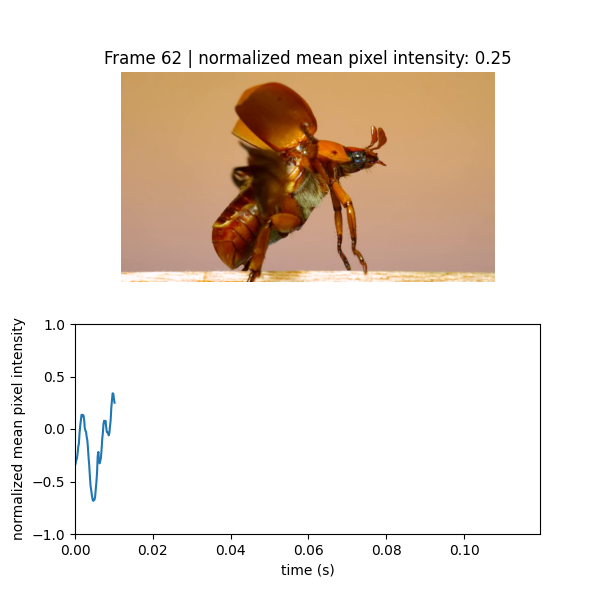 Frame 62 | normalized mean pixel intensity: 0.25
normalized mean pixel intensity
1.0
0.5
0.0
−0.5
−1.0
0.00 0.02 0.04 0.06 0.08 0.10
time (s)